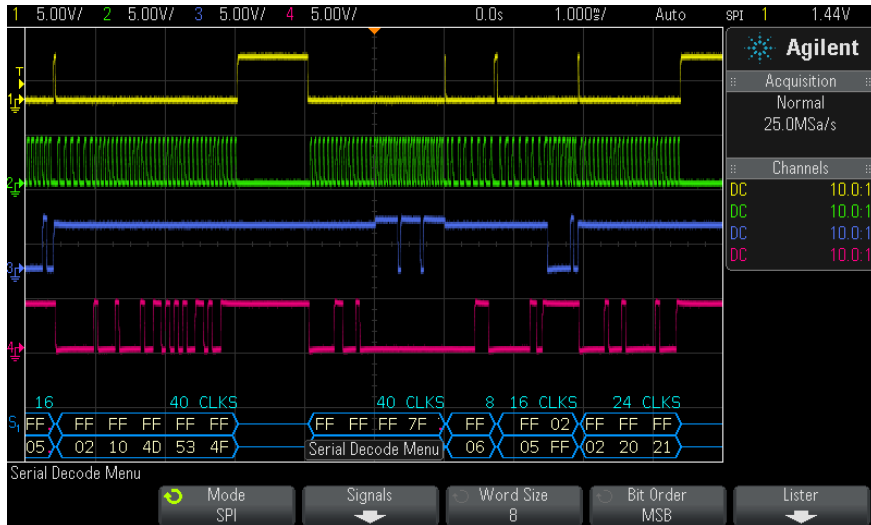 1 5.00V/ 2 5.00V/ 3 5.00V/ 4 5.00V/ 0.0s 1.000ms/ Auto SPI 1 1.44V
Agilent
Acquisition
Normal
25.0MSa/s
Channels
DC 10.0:1
DC 10.0:1
DC 10.0:1
DC 10.0:1
T
1
2
3
4
16 40 CLKS 40 CLKS 8 16 CLKS 24 CLKS
S1 FF FF FF FF FF FF FF FF FF 7F FF FF 02 FF FF FF
05 02 10 4D 53 4F Serial Decode Menu 06 05 FF 02 20 21
Serial Decode Menu
Mode Signals Word Size Bit Order Lister
SPI 8 MSB